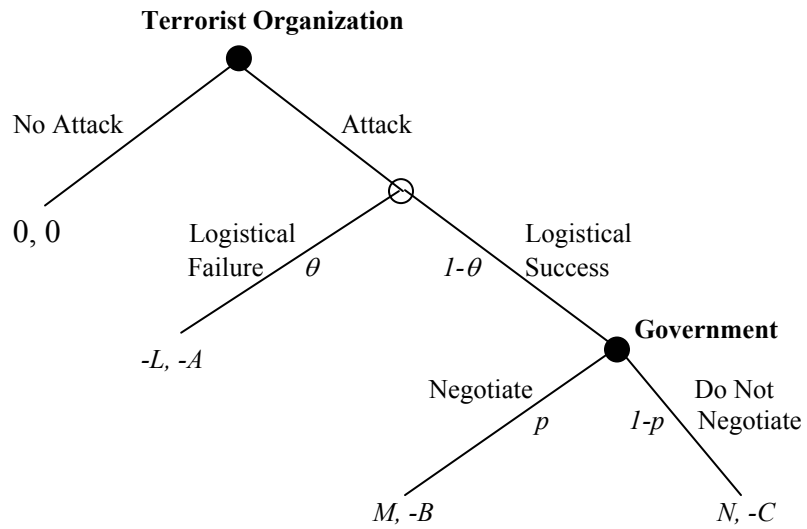 Terrorist Organization
No Attack
Attack
0, 0
Logistical
Failure
θ
1-θ
Logistical
Success
Government
-L, -A
Negotiate
p
1-p
Do Not
Negotiate
M, -B
N, -C